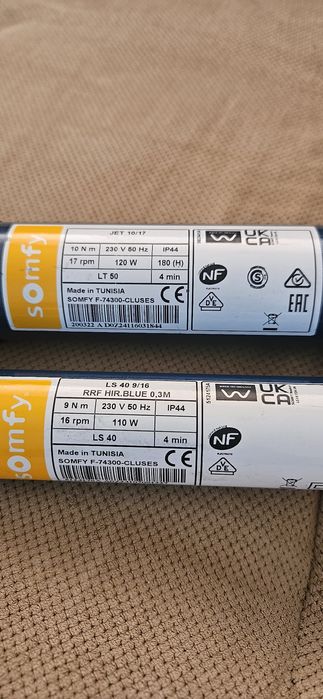 somfy
JET 10/17
10 N m 230 V 50 Hz IP44
17 rpm 120 W 180 (H)
LT 50 4 min
Made in TUNISIA
SOMFY F-74300-CLUSES
CE
200322 A D0Z24116031844
UK
CA
NF
EAC
somfy
LS 40 9/16
RRF HIR.BLUE 0,3M
9 N m 230 V 50 Hz IP44
16 rpm 110 W
LS 40 4 min
Made in TUNISIA
SOMFY F-74300-CLUSES
CE
5121675A
UK
CA
NF